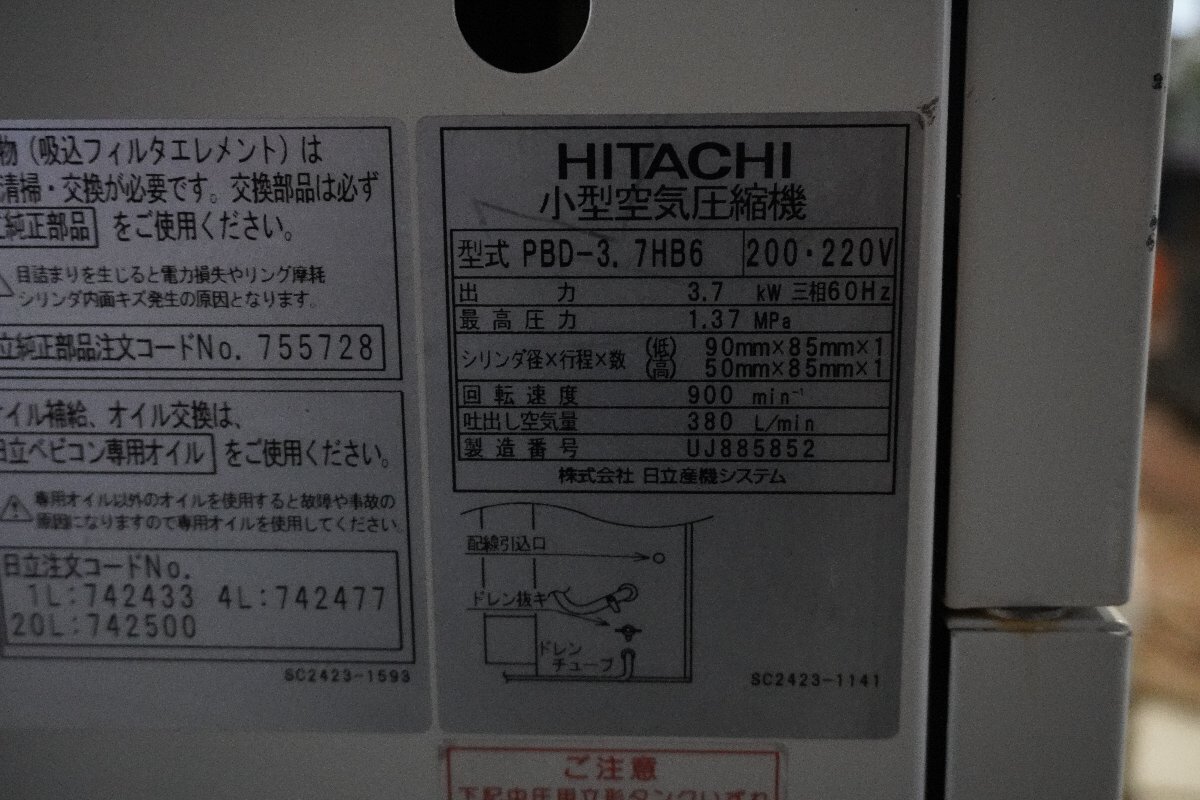 物(吸込フィルタエレメント)は
清掃・交換が必要です。交換部品は必ず
純正部品 をご使用ください。
目詰まりを生じると電力損失やリング摩耗
シリンダ内面キズ発生の原因となります。
立純正部品注文コードNo. 755728
オイル補給、オイル交換は、
日立ベビコン専用オイル をご使用ください。
専用オイル以外のオイルを使用すると故障や事故の
原因になりますので専用オイルを使用してください。
日立注文コードNo.
1L:742433 4L:742477
20L:742500
SC2423-1593
HITACHI
小型空気圧縮機
型式 PBD-3.7HB6 200・220V
出力 3.7 kW 三相60Hz
最高圧力 1.37 MPa
シリンダ径×行程×数 (低) 90mm×85mm×1
(高) 50mm×85mm×1
回転速度 900 min⁻¹
吐出し空気量 380 L/min
製造番号 UJ885852
株式会社 日立産機システム
配線引込口
ドレン抜キ
ドレン
チューブ
SC2423-1141
ご注意
下記中圧用立形タンクいずれ